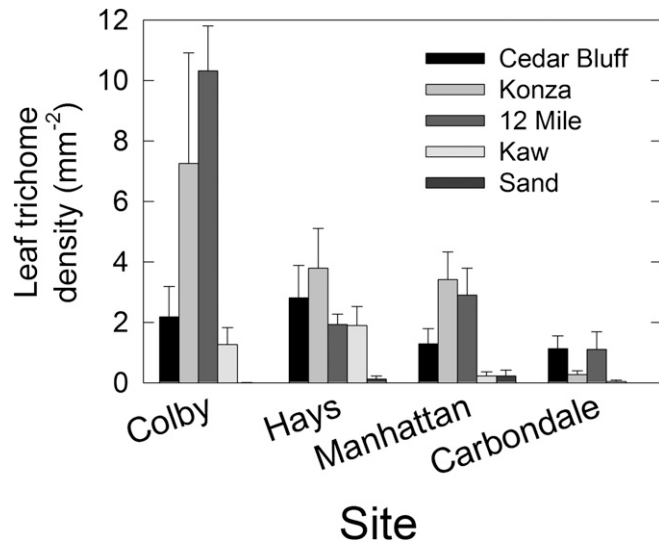 12
10
8
6
4
2
0
Leaf trichome
density (mm-2)
Cedar Bluff
Konza
12 Mile
Kaw
Sand
Colby
Hays
Manhattan
Carbondale
Site